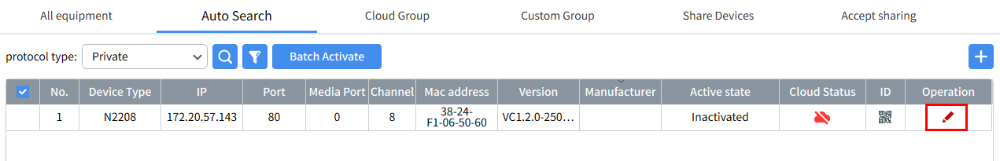 All equipment Auto Search Cloud Group Custom Group Share Devices Accept sharing
protocol type: Private Batch Activate
No. Device Type IP Port Media Port Channel Mac address Version Manufacturer Active state Cloud Status ID Operation
1 N2208 172.20.57.143 80 0 8 38-24-
F1-06-50-60 VC1.2.0-250... Inactivated